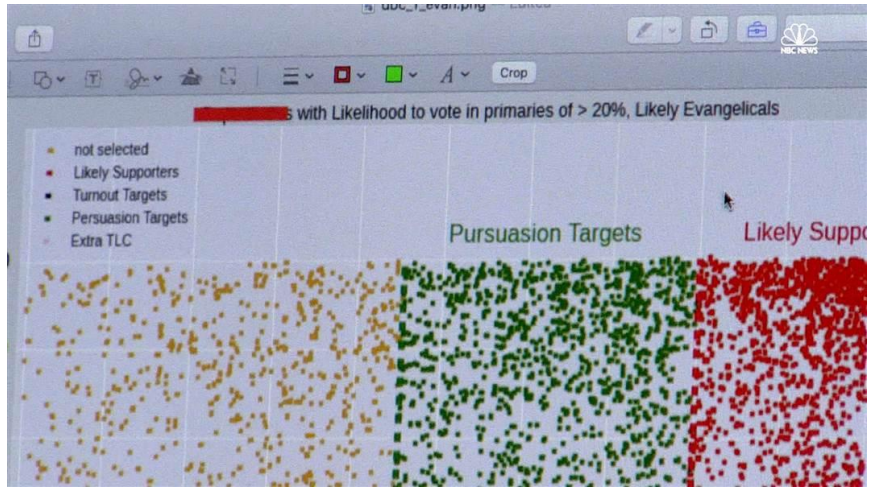 NBC NEWS
Crop
s with Likelihood to vote in primaries of > 20%, Likely Evangelicals
not selected
Likely Supporters
Turnout Targets
Persuasion Targets
Extra TLC
Pursuasion Targets
Likely Suppo